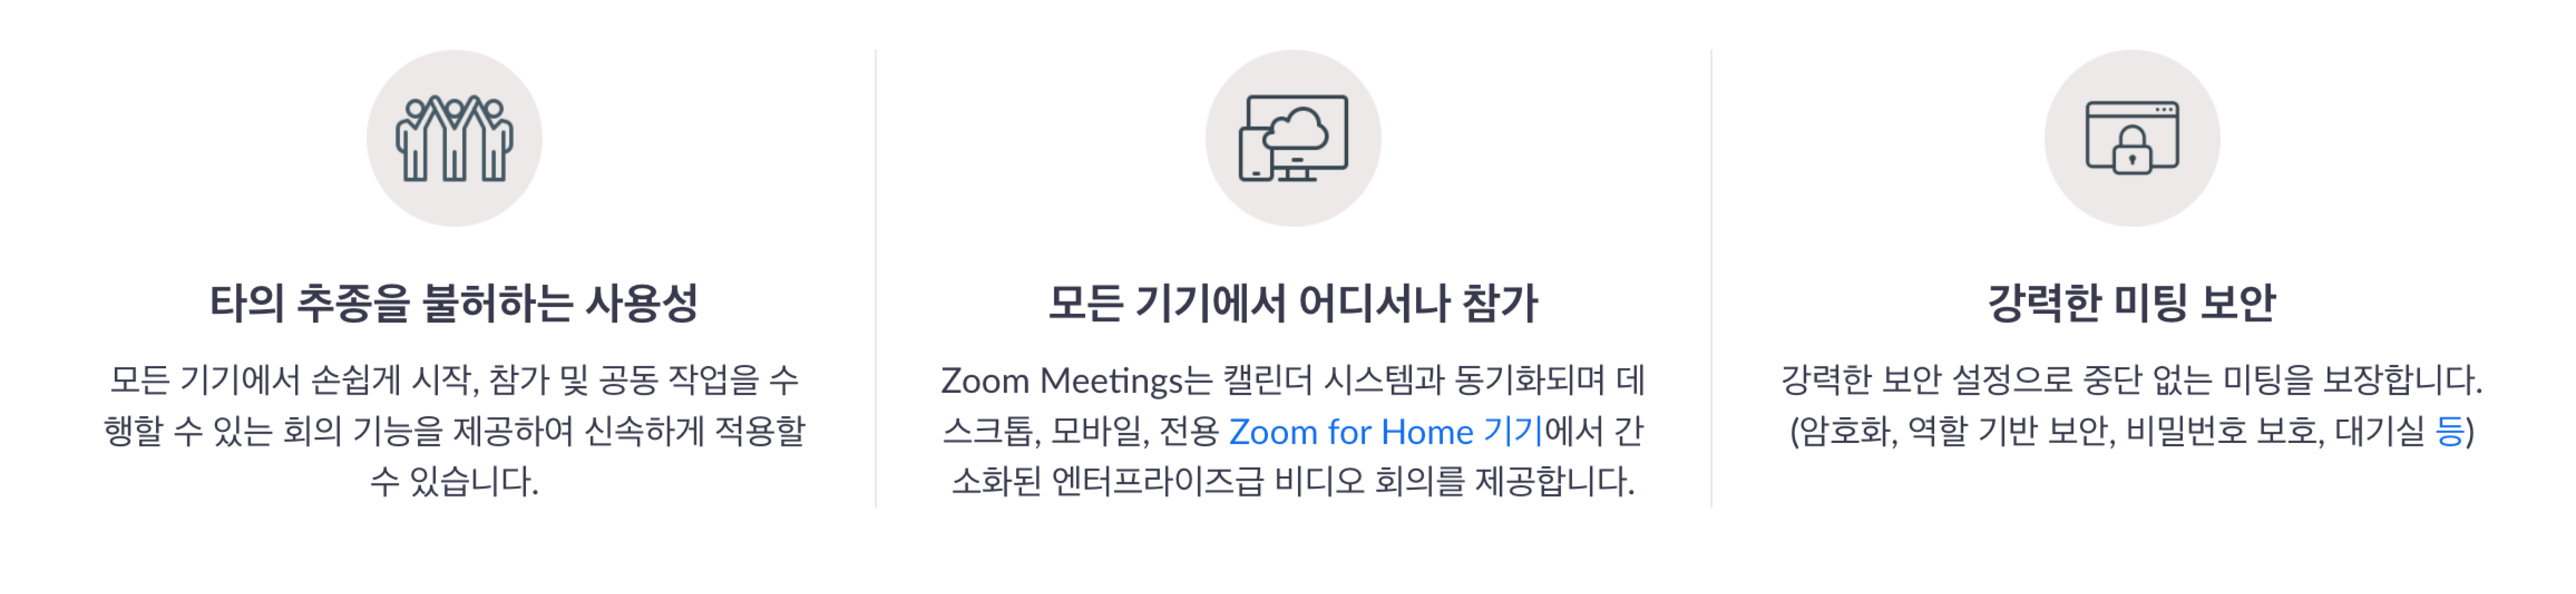 타의 추종을 불허하는 사용성
모든 기기에서 손쉽게 시작, 참가 및 공동 작업을 수
행할 수 있는 회의 기능을 제공하여 신속하게 적용할
수 있습니다.
모든 기기에서 어디서나 참가
Zoom Meetings는 캘린더 시스템과 동기화되며 데
스크톱, 모바일, 전용 Zoom for Home 기기에서 간
소화된 엔터프라이즈급 비디오 회의를 제공합니다.
강력한 미팅 보안
강력한 보안 설정으로 중단 없는 미팅을 보장합니다.
(암호화, 역할 기반 보안, 비밀번호 보호, 대기실 등)